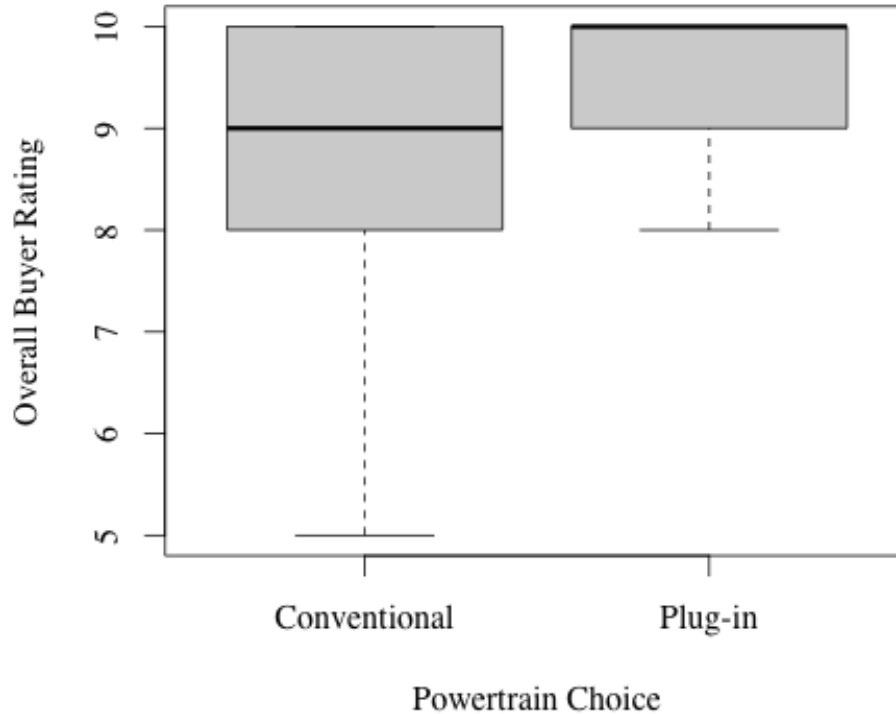 Overall Buyer Rating
10
9
8
7
6
5
Conventional Plug-in
Powertrain Choice